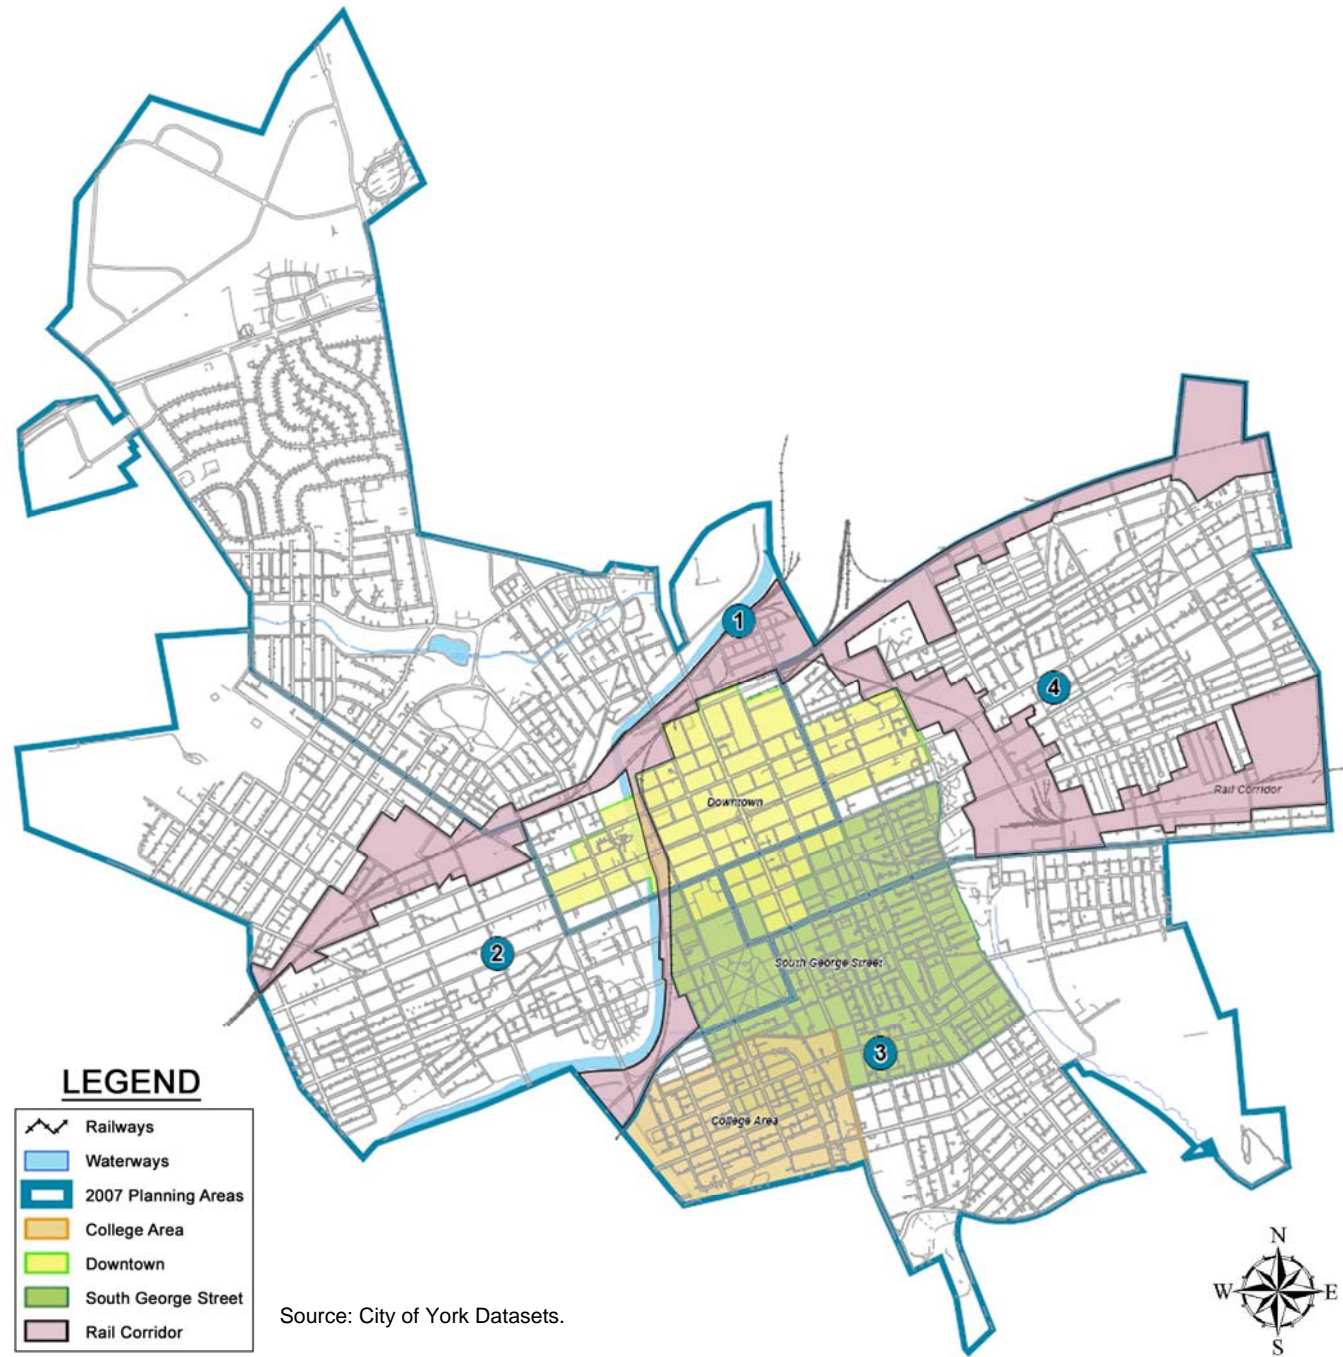 1
4
Downtown
Rail Corridor
2
South George Street
3
College Area
LEGEND
Railways
Waterways
2007 Planning Areas
College Area
Downtown
South George Street
Rail Corridor
Source: City of York Datasets.
N
W E
S